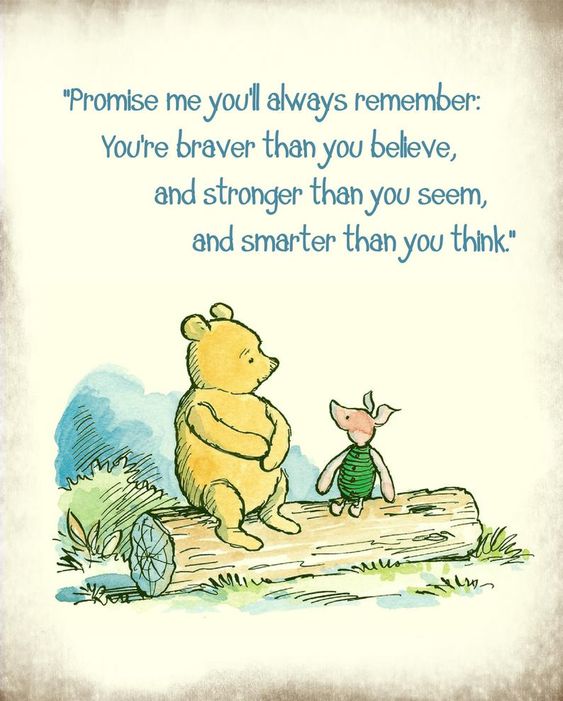 "Promise me you'll always remember:
You're braver than you believe,
and stronger than you seem,
and smarter than you think."